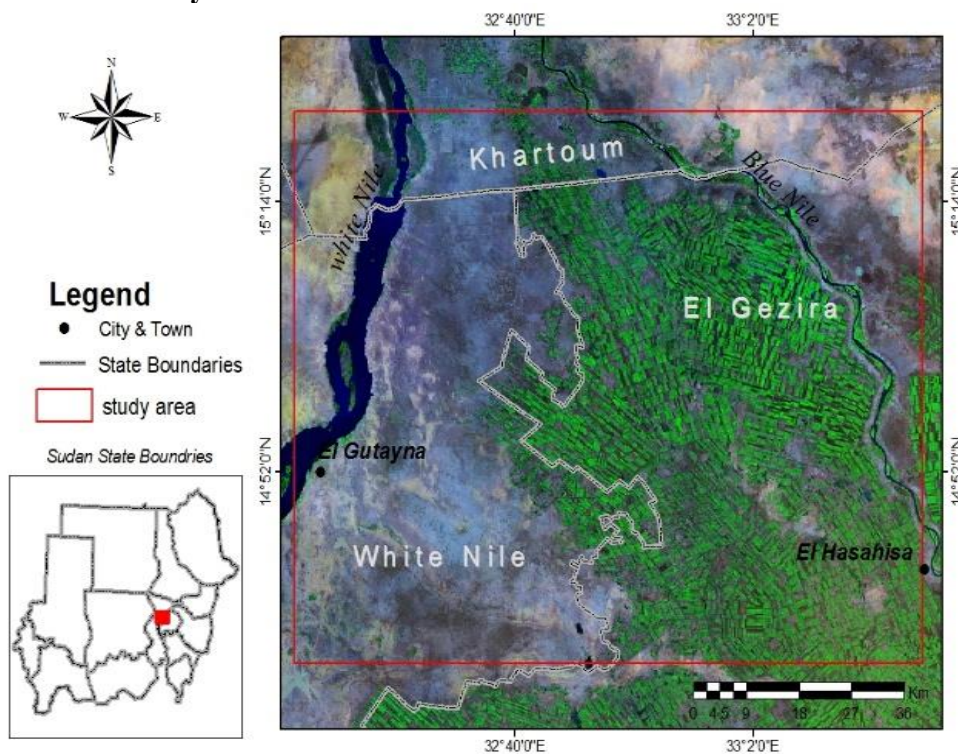 32°40'0"E 33°2'0"E
N
W E
S
Khartoum
white Nile
Blue Nile
15°14'0"N
15°14'0"N
El Gezira
Legend
City & Town
State Boundaries
study area
Sudan State Boundries
El Gutayna
14°52'0"N
14°52'0"N
White Nile
El Hasahisa
Km
0 4.5 9 18 27 36
32°40'0"E 33°2'0"E